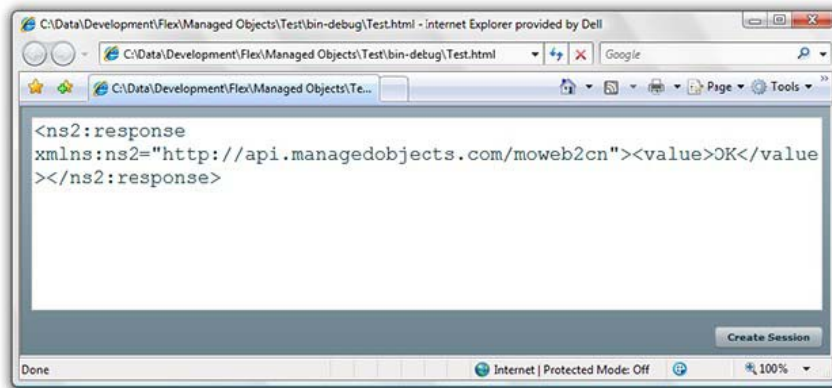 C:\Data\Development\Flex\Managed Objects\Test\bin-debug\Test.html - Internet Explorer provided by Dell
C:\Data\Development\Flex\Managed Objects\Test\bin-debug\Test.html
Google
C:\Data\Development\Flex\Managed Objects\Te...
Page
Tools
<ns2:response
xmlns:ns2="http://api.managedobjects.com/moweb2cn"><value>OK</value
></ns2:response>
Create Session
Done
Internet | Protected Mode: Off
100%